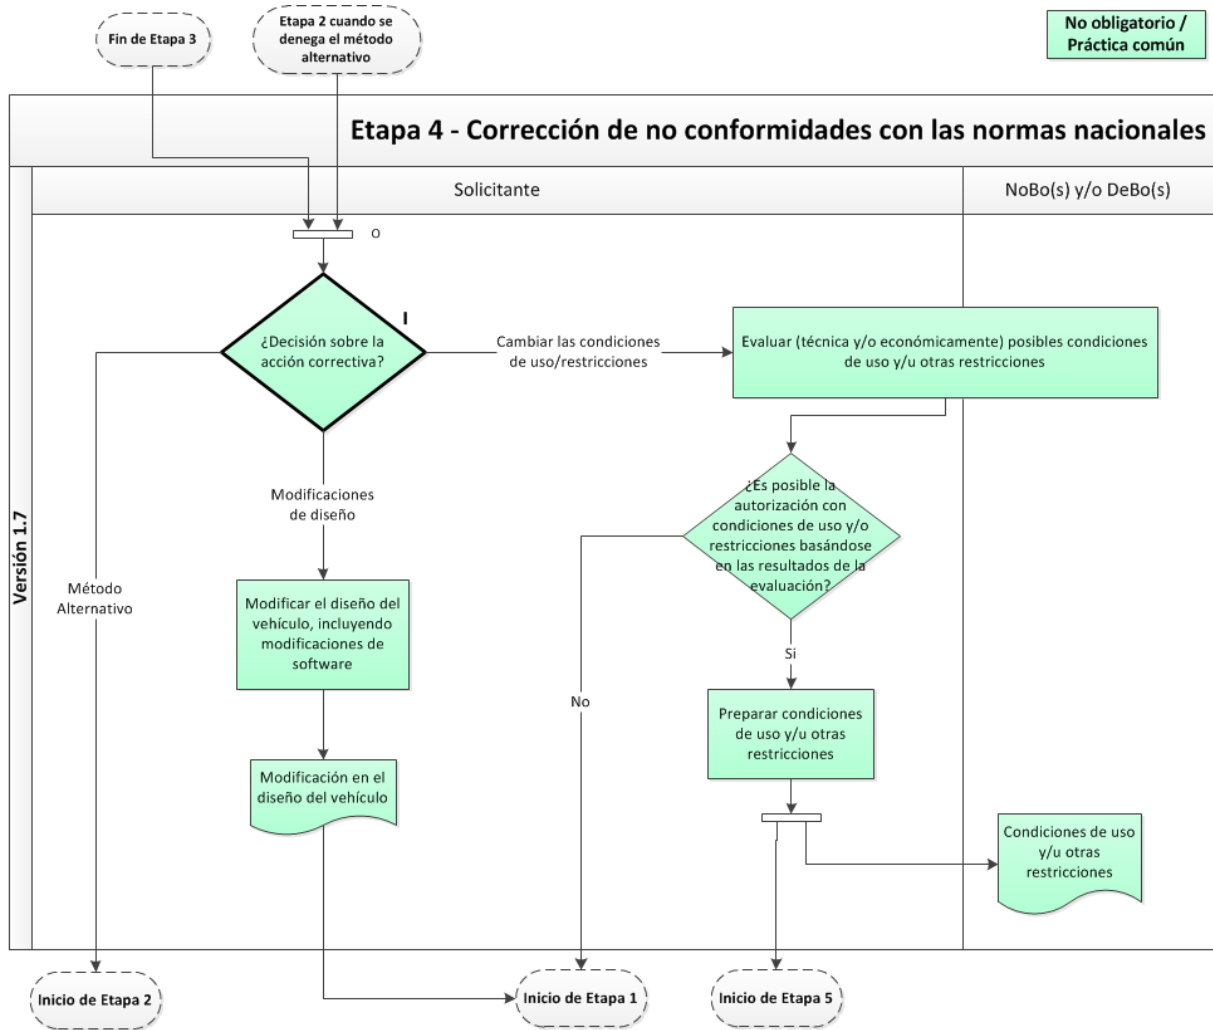 Fin de Etapa 3
Etapa 2 cuando se
denega el método
alternativo
No obligatorio /
Práctica común
Etapa 4 - Corrección de no conformidades con las normas nacionales
Solicitante
NoBo(s) y/o DeBo(s)
Versión 1.7
O
I
¿Decisión sobre la
acción correctiva?
Cambiar las condiciones
de uso/restricciones
Evaluar (técnica y/o económicamente) posibles condiciones
de uso y/u otras restricciones
Modificaciones
de diseño
¿Es posible la
autorización con
condiciones de uso y/o
restricciones basándose
en las resultados de la
evaluación?
Método
Alternativo
Modificar el diseño del
vehículo, incluyendo
modificaciones de
software
Si
No
Preparar condiciones
de uso y/u otras
restricciones
Modificación en el
diseño del vehículo
Condiciones de uso
y/u otras
restricciones
Inicio de Etapa 2
Inicio de Etapa 1
Inicio de Etapa 5